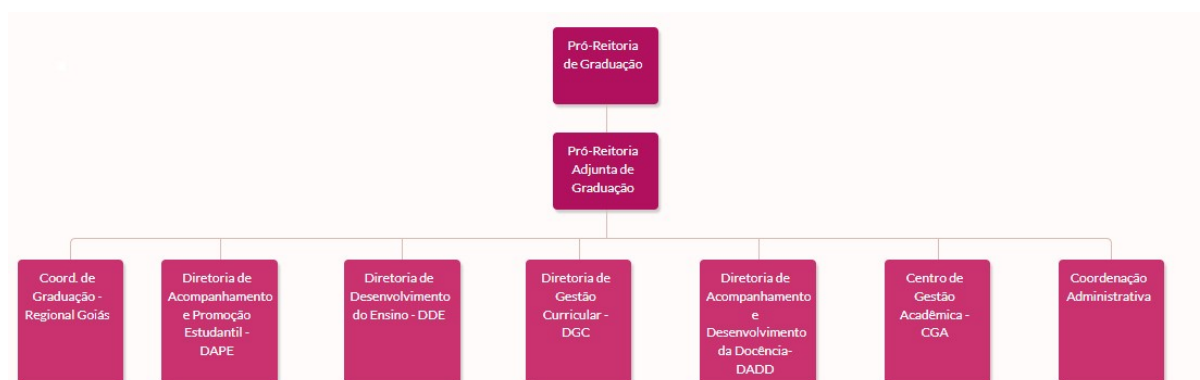 Pró-Reitoria
de Graduação
Pró-Reitoria
Adjunta de
Graduação
Coord. de
Graduação -
Regional Goiás
Diretoria de
Acompanhamento
e Promoção
Estudantil -
DAPE
Diretoria de
Desenvolvimento
do Ensino - DDE
Diretoria de
Gestão
Curricular -
DGC
Diretoria de
Acompanhamento
e
Desenvolvimento
da Docência-
DADD
Centro de
Gestão
Acadêmica -
CGA
Coordenação
Administrativa